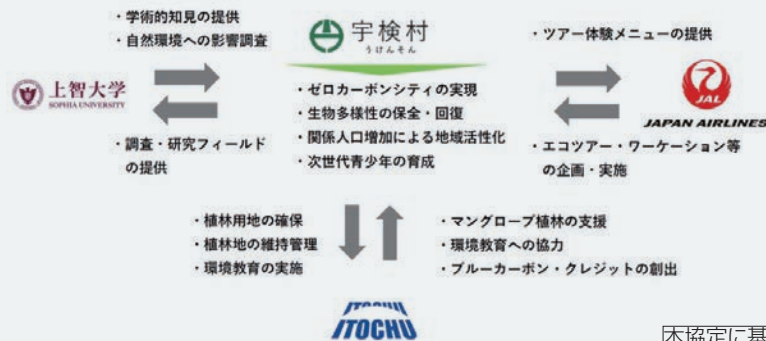 ・学術的知見の提供
・自然環境への影響調査
宇検村
うけんそん
・ツアー体験メニューの提供
上智大学
SOPHIA UNIVERSITY
・ゼロカーボンシティの実現
・生物多様性の保全・回復
・関係人口増加による地域活性化
・次世代青少年の育成
JAL
JAPAN AIRLINES
・調査・研究フィールド
の提供
・エコツアー・ワーケーション等
の企画・実施
・植林用地の確保
・植林地の維持管理
・環境教育の実施
・マングローブ植林の支援
・環境教育への協力
・ブルーカーボン・クレジットの創出
ITOCHU
本協定に基